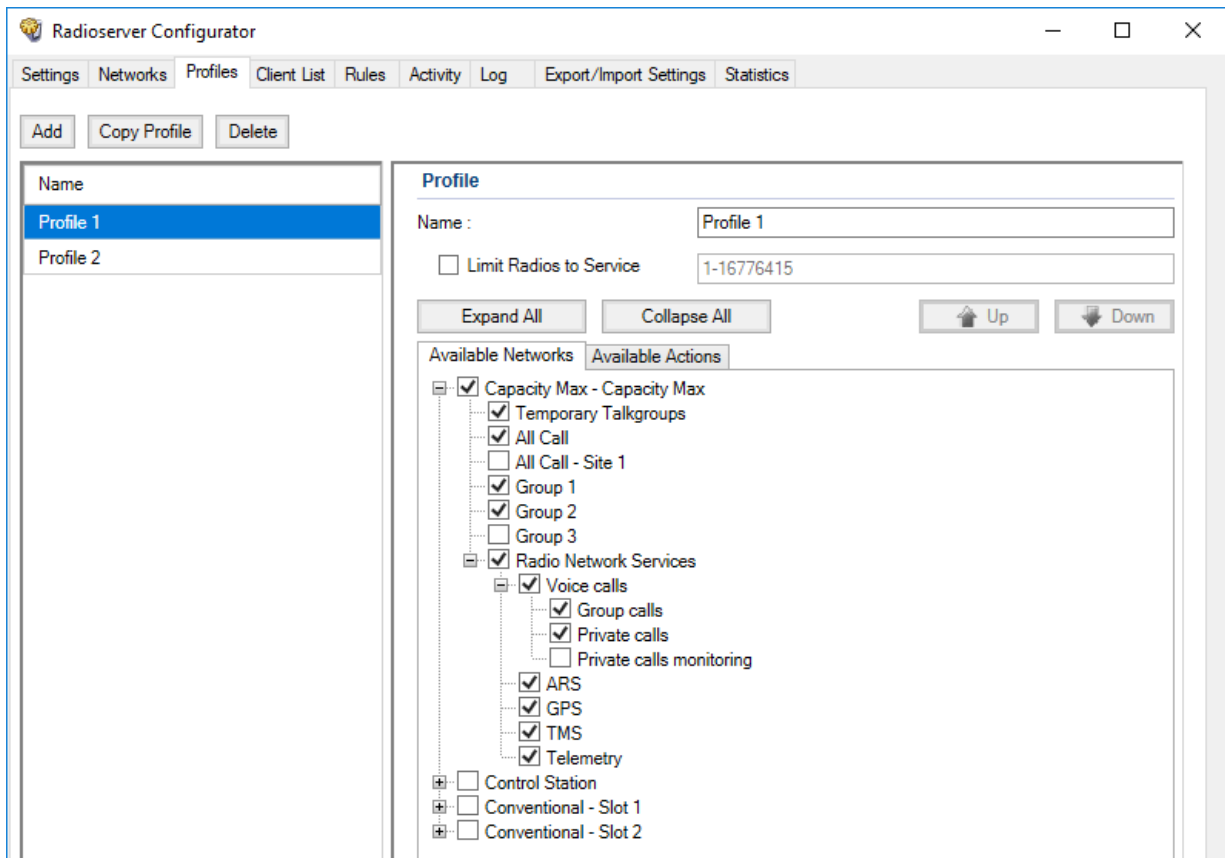 Radioserver Configurator
Settings Networks Profiles Client List Rules Activity Log Export/Import Settings Statistics
Add Copy Profile Delete
Name
Profile 1
Profile 2
Profile
Name : Profile 1
Limit Radios to Service 1-16776415
Expand All Collapse All Up Down
Available Networks Available Actions
Capacity Max - Capacity Max
Temporary Talkgroups
All Call
All Call - Site 1
Group 1
Group 2
Group 3
Radio Network Services
Voice calls
Group calls
Private calls
Private calls monitoring
ARS
GPS
TMS
Telemetry
Control Station
Conventional - Slot 1
Conventional - Slot 2